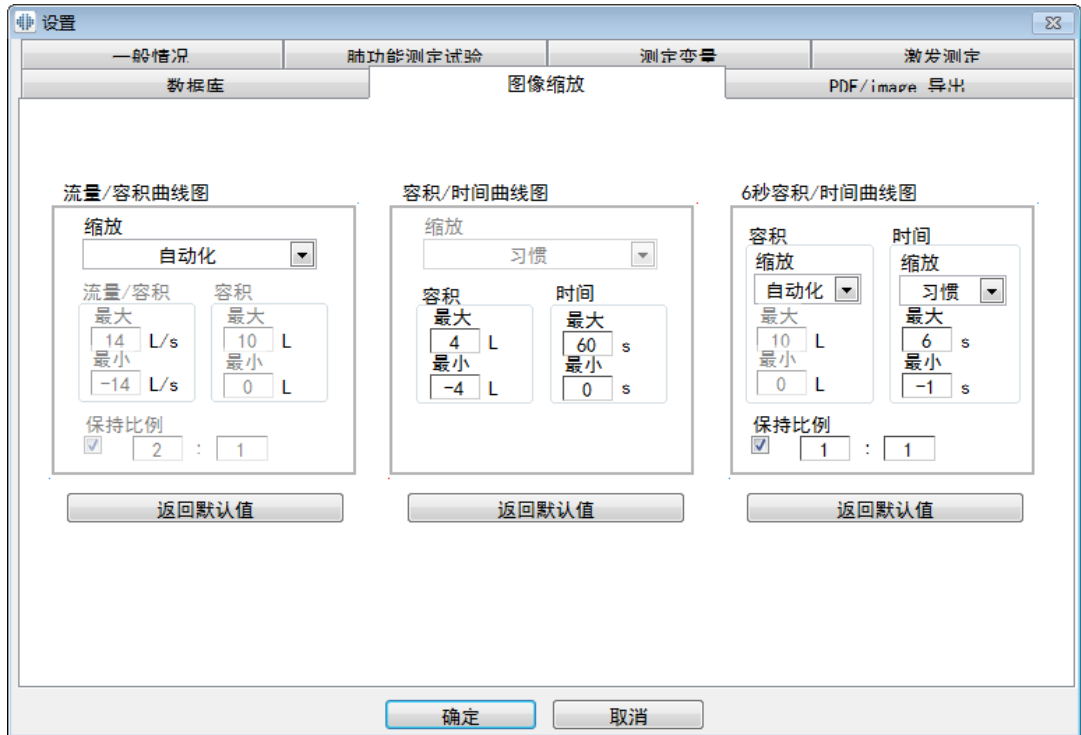 设置
一般情况 肺功能测定试验 测定变量 激发测定
数据库 图像缩放 PDF/image 导出
流量/容积曲线图
缩放
自动化
流量/容积 容积
最大 最大
14 L/s 10 L
最小 最小
-14 L/s 0 L
保持比例
2 : 1
返回默认值
容积/时间曲线图
缩放
习惯
容积 时间
最大 最大
4 L 60 s
最小 最小
-4 L 0 s
返回默认值
6秒容积/时间曲线图
容积 时间
缩放 缩放
自动化 习惯
最大 最大
10 L 6 s
最小 最小
0 L -1 s
保持比例
1 : 1
返回默认值
确定 取消